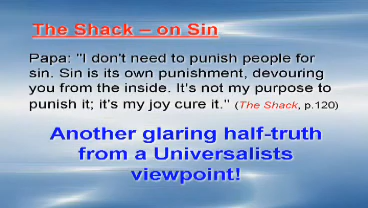 The Shack – on Sin
Papa: "I don't need to punish people for
sin. Sin is its own punishment, devouring
you from the inside. It's not my purpose to
punish it; it's my joy cure it." (The Shack, p.120)
Another glaring half-truth
from a Universalists
viewpoint!